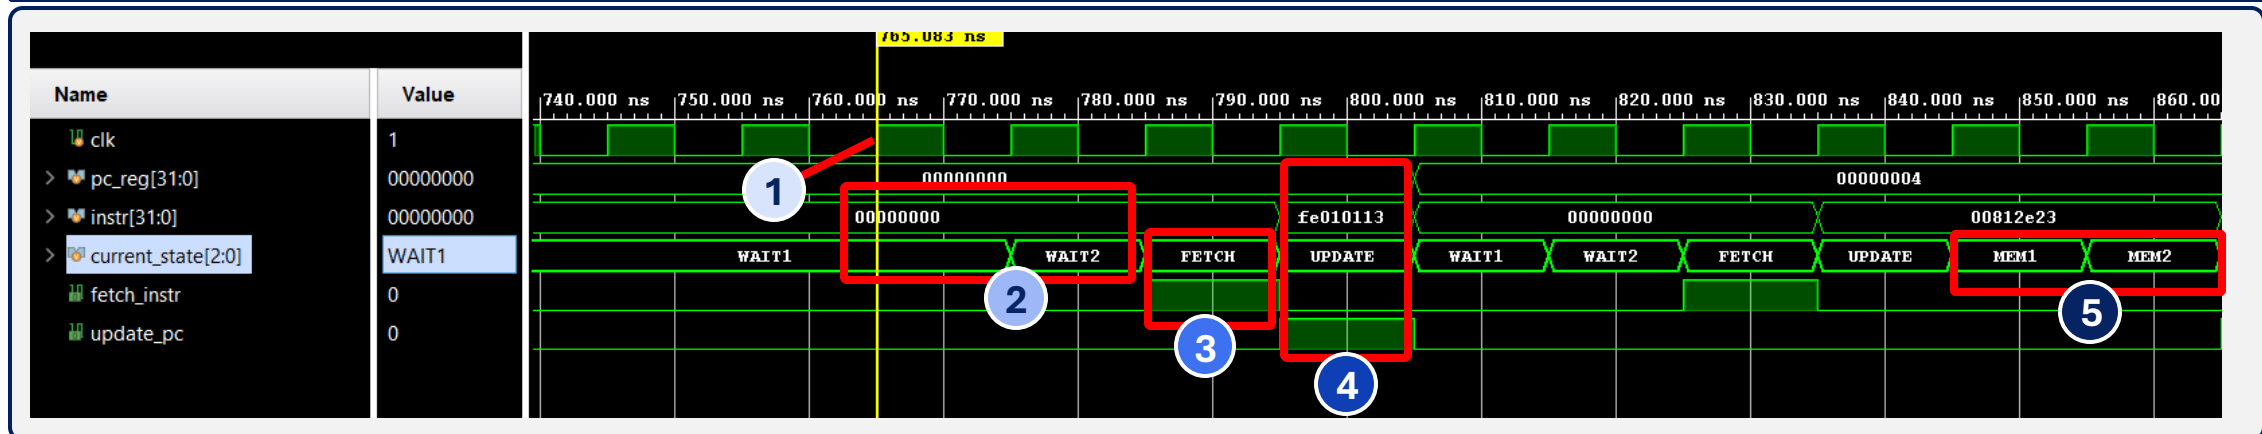 765.083 ns
Name Value 740.000 ns 750.000 ns 760.000 ns 770.000 ns 780.000 ns 790.000 ns 800.000 ns 810.000 ns 820.000 ns 830.000 ns 840.000 ns 850.000 ns 860.00
clk 1
1
pc_reg[31:0] 00000000 00000000 00000004
instr[31:0] 00000000 00000000 fe010113 00000000 00812e23
current_state[2:0] WAIT1 WAIT1 WAIT2 FETCH UPDATE WAIT1 WAIT2 FETCH UPDATE MEM1 MEM2
fetch_instr 0
2
5
update_pc 0
3
4